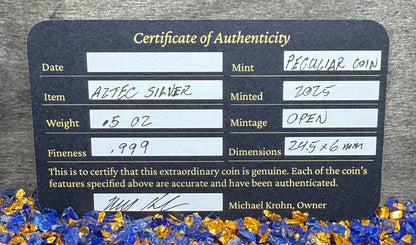 Certificate of Authenticity
Date Mint PECULIAR COIN
Item AZTEC SILVER Minted 2025
Weight .5 OZ Mintage OPEN
Fineness .999 Dimensions 24.5 x 6 mm
This is to certify that this extraordinary coin is genuine. Each of the coin's
features specified above are accurate and have been authenticated.
Michael Krohn, Owner